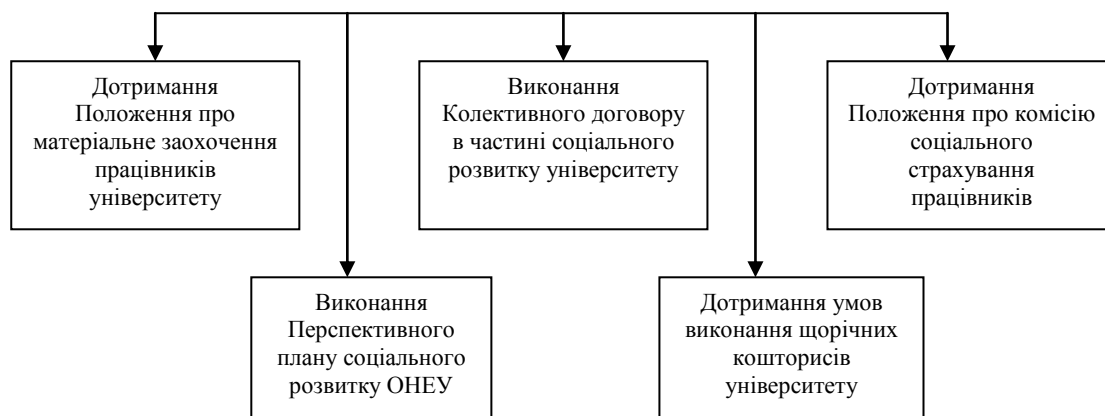 Дотримання
Положення про
матеріальне заохочення
працівників
університету
Виконання
Колективного договору
в частині соціального
розвитку університету
Дотримання
Положення про комісію
соціального
страхування
працівників
Виконання
Перспективного
плану соціального
розвитку ОНЕУ
Дотримання умов
виконання щорічних
кошторисів
університету